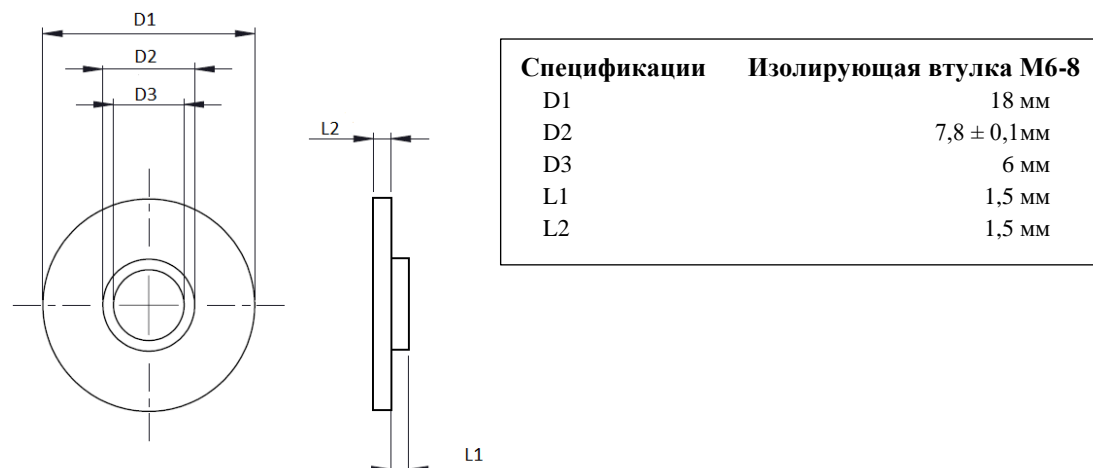 D1
D2
D3
L2
L1
Спецификации Изолирующая втулка М6-8
D1 18 мм
D2 7,8 ± 0,1мм
D3 6 мм
L1 1,5 мм
L2 1,5 мм